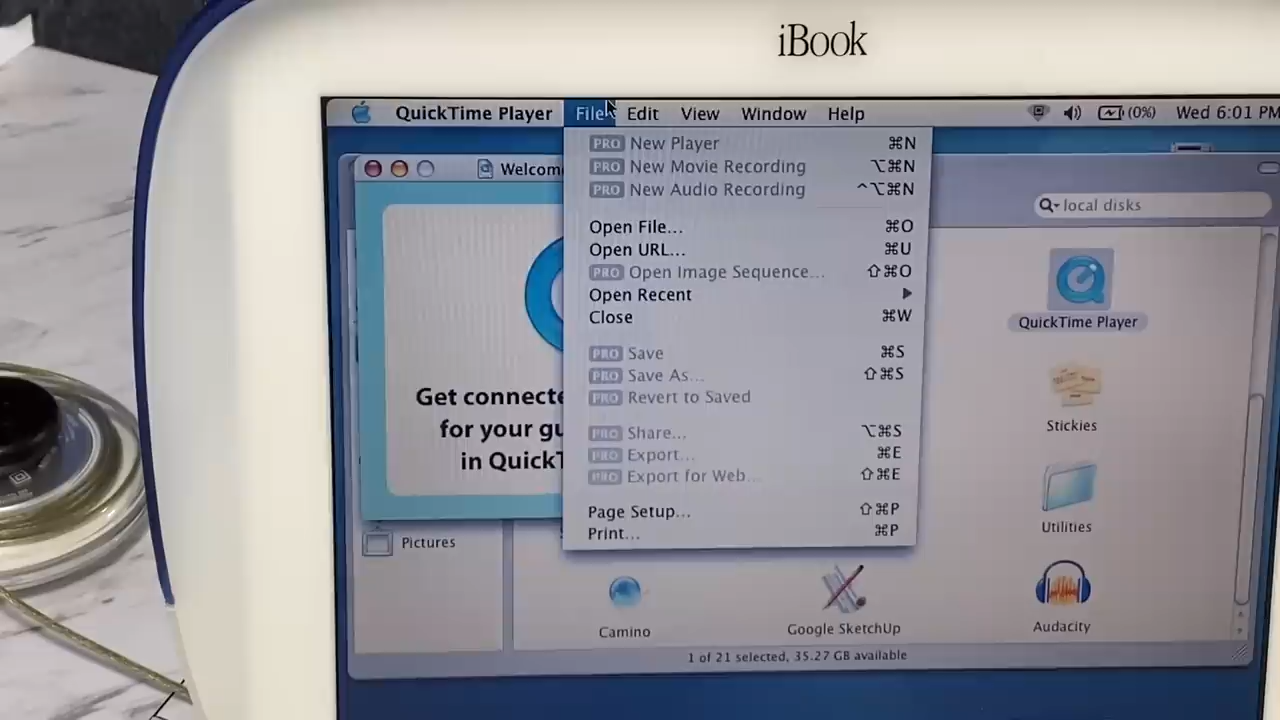 iBook
QuickTime Player File Edit View Window Help (0%) Wed 6:01 PM
PRO New Player ⌘N
PRO New Movie Recording ⌥⌘N
PRO New Audio Recording ^⌥⌘N
Open File... ⌘O
Open URL... ⌘U
PRO Open Image Sequence... ⇧⌘O
Open Recent
Close ⌘W
PRO Save ⌘S
PRO Save As... ⇧⌘S
PRO Revert to Saved
PRO Share... ⌥⌘S
PRO Export... ⌘E
PRO Export for Web... ⇧⌘E
Page Setup... ⇧⌘P
Print... ⌘P
Welcom
Get connecte
for your gu
in QuickT
local disks
QuickTime Player
Stickies
Utilities
Pictures
Camino
Google SketchUp
Audacity
1 of 21 selected, 35.27 GB available